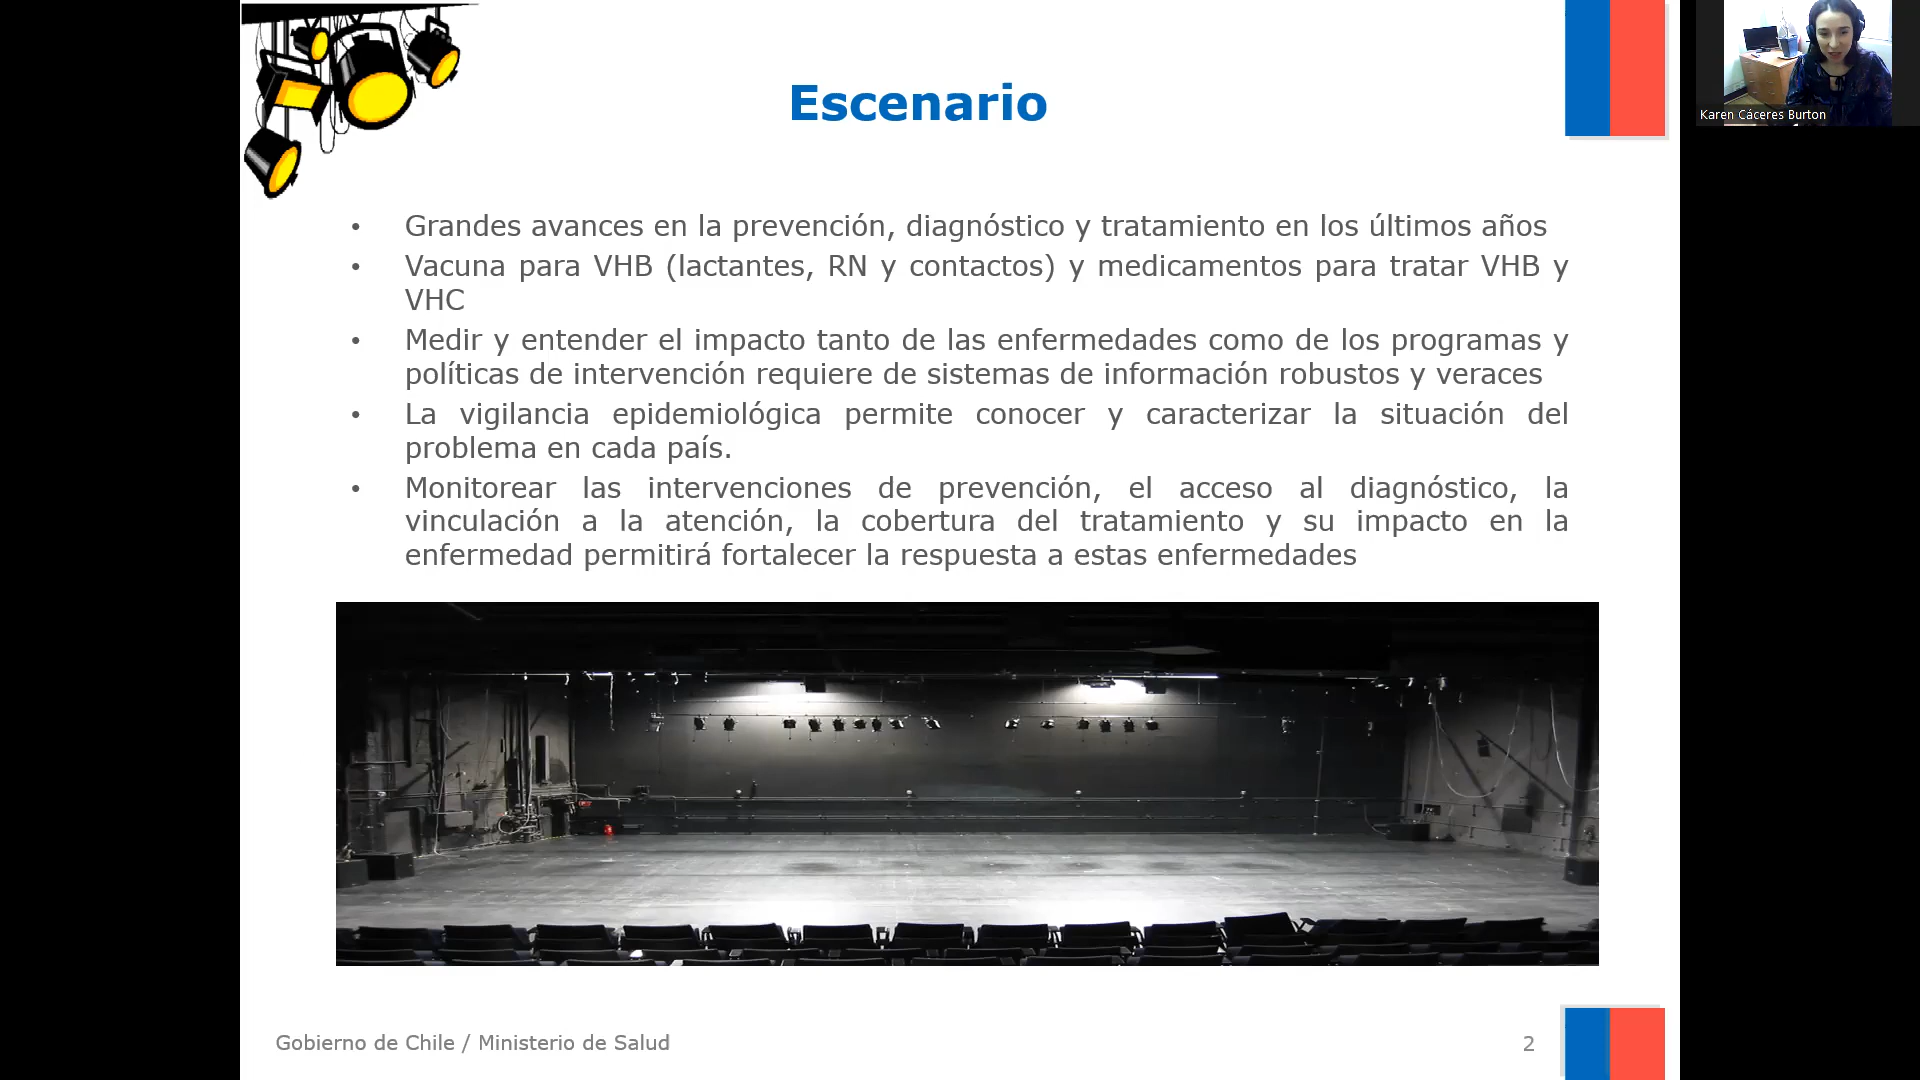 Escenario
Karen Cáceres Burton
• Grandes avances en la prevención, diagnóstico y tratamiento en los últimos años
• Vacuna para VHB (lactantes, RN y contactos) y medicamentos para tratar VHB y
VHC
• Medir y entender el impacto tanto de las enfermedades como de los programas y
políticas de intervención requiere de sistemas de información robustos y veraces
• La vigilancia epidemiológica permite conocer y caracterizar la situación del
problema en cada país.
• Monitorear las intervenciones de prevención, el acceso al diagnóstico, la
vinculación a la atención, la cobertura del tratamiento y su impacto en la
enfermedad permitirá fortalecer la respuesta a estas enfermedades
Gobierno de Chile / Ministerio de Salud
2